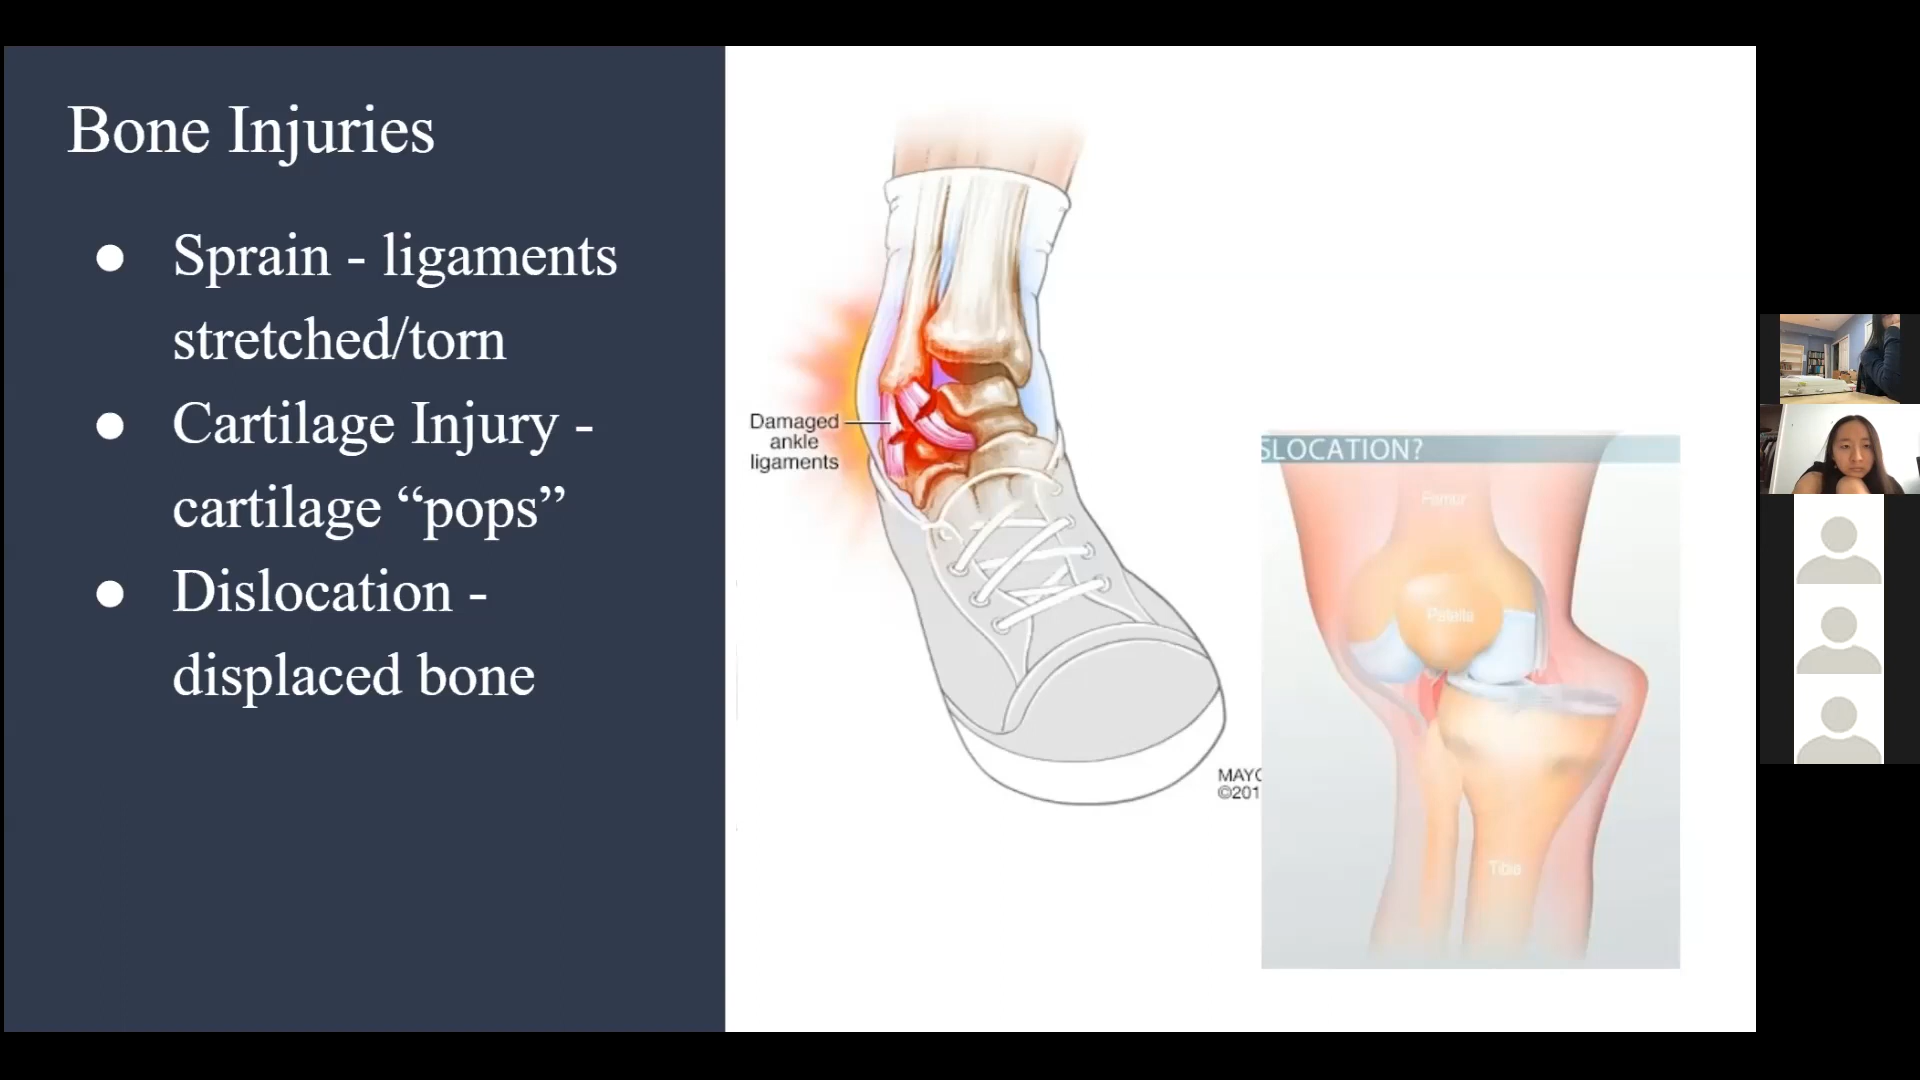 Bone Injuries
● Sprain - ligaments
stretched/torn
● Cartilage Injury -
cartilage “pops”
● Dislocation -
displaced bone
Damaged
ankle
ligaments
MAYO
©201
SLOCATION?
Femur
Patella
Tibia